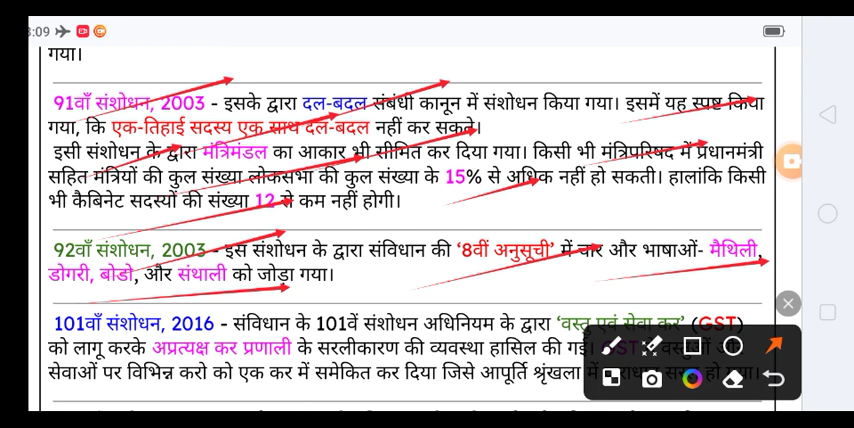 3:09
गया।
91वाँ संशोधन, 2003 - इसके द्वारा दल-बदल संबंधी कानून में संशोधन किया गया। इसमें यह स्पष्ट किया
गया, कि एक-तिहाई सदस्य एक साथ दल-बदल नहीं कर सकते।
इसी संशोधन के द्वारा मंत्रिमंडल का आकार भी सीमित कर दिया गया। किसी भी मंत्रिपरिषद में प्रधानमंत्री
सहित मंत्रियों की कुल संख्या लोकसभा की कुल संख्या के 15% से अधिक नहीं हो सकती। हालांकि किसी
भी कैबिनेट सदस्यों की संख्या 12 से कम नहीं होगी।
92वाँ संशोधन, 2003 - इस संशोधन के द्वारा संविधान की ‘8वीं अनुसूची’ में चार और भाषाओं- मैथिली,
डोगरी, बोडो, और संथाली को जोड़ा गया।
101वाँ संशोधन, 2016 - संविधान के 101वें संशोधन अधिनियम के द्वारा ‘वस्तु एवं सेवा कर’ (GST)
को लागू करके अप्रत्यक्ष कर प्रणाली के सरलीकरण की व्यवस्था हासिल की गई।
सेवाओं पर विभिन्न करो को एक कर में समेकित कर दिया जिसे आपूर्ति श्रृंखला में